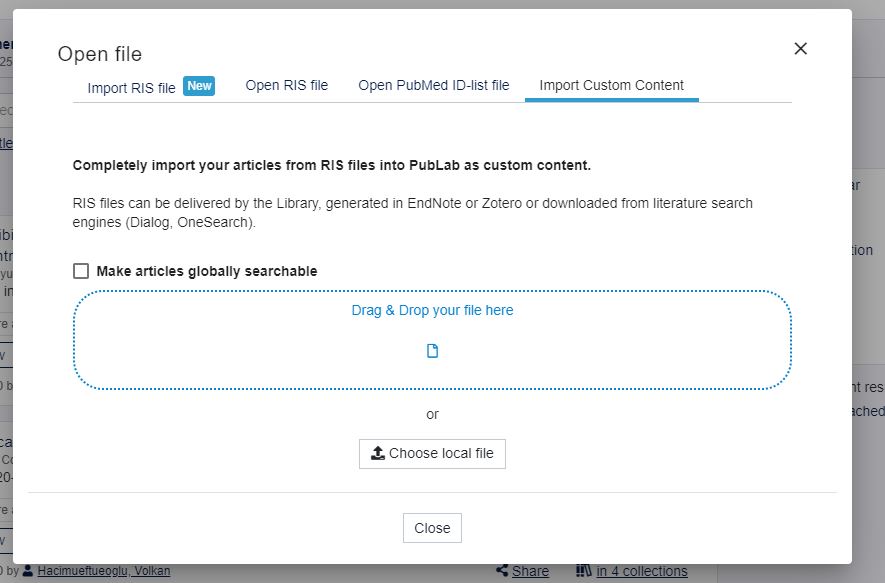 Open file
Import RIS file New
Open RIS file
Open PubMed ID-list file
Import Custom Content
Completely import your articles from RIS files into PubLab as custom content.
RIS files can be delivered by the Library, generated in EndNote or Zotero or downloaded from literature search
engines (Dialog, OneSearch).
Make articles globally searchable
Drag & Drop your file here
or
Choose local file
Close
by Hacimueftueoglu, Volkan
Share
in 4 collections